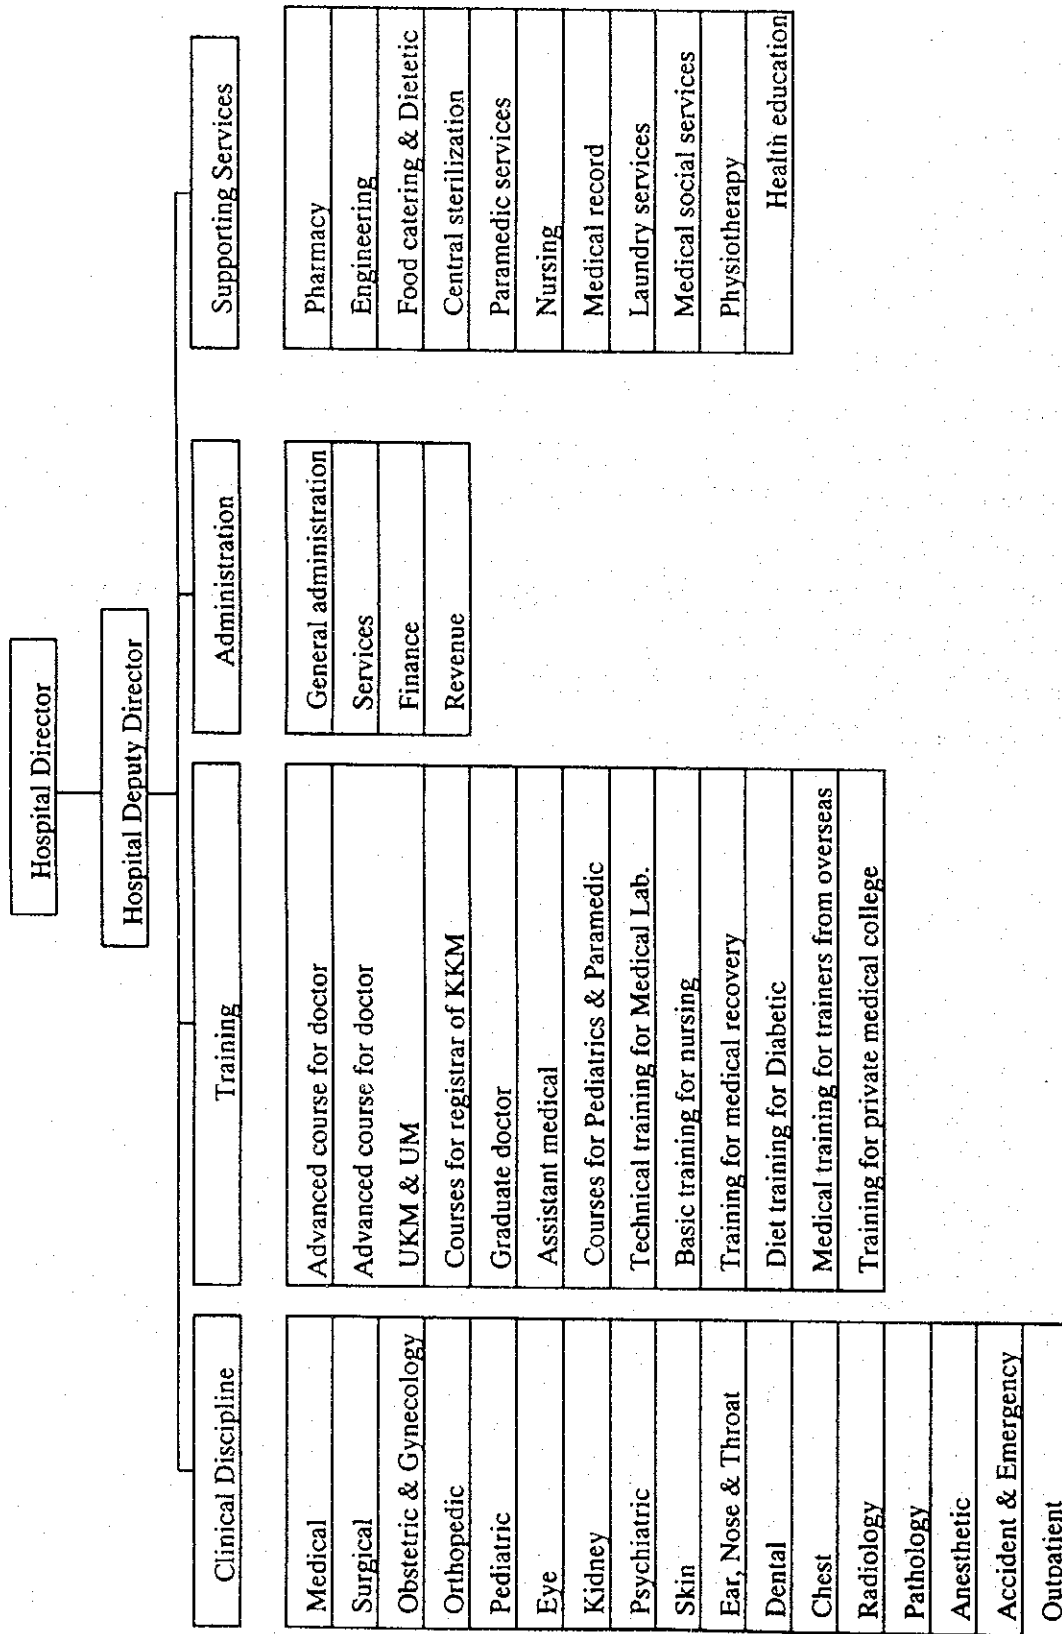 Hospital Director
Hospital Deputy Director
Clinical Discipline
Medical
Surgical
Obstetric & Gynecology
Orthopedic
Pediatric
Eye
Kidney
Psychiatric
Skin
Ear, Nose & Throat
Dental
Chest
Radiology
Pathology
Anesthetic
Accident & Emergency
Outpatient
Training
Advanced course for doctor
Advanced course for doctor
UKM & UM
Courses for registrar of KKM
Graduate doctor
Assistant medical
Courses for Pediatrics & Paramedic
Technical training for Medical Lab.
Basic training for nursing
Training for medical recovery
Diet training for Diabetic
Medical training for trainers from overseas
Training for private medical college
Administration
General administration
Services
Finance
Revenue
Supporting Services
Pharmacy
Engineering
Food catering & Dietetic
Central sterilization
Paramedic services
Nursing
Medical record
Laundry services
Medical social services
Physiotherapy
Health education